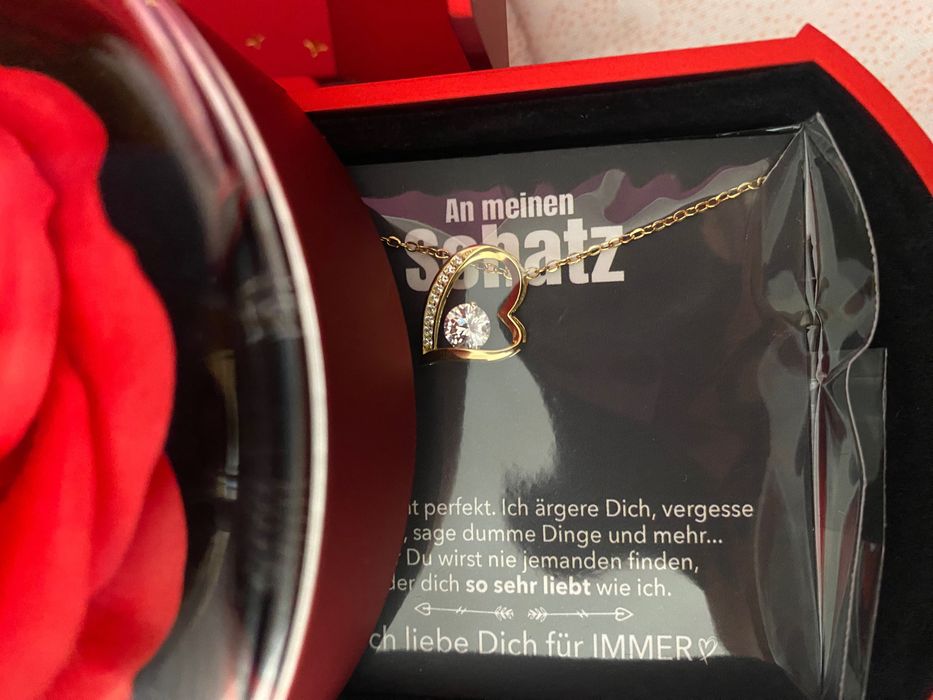 An meinen
schatz
perfekt. Ich ärgere Dich, vergesse
, sage dumme Dinge und mehr...
Du wirst nie jemanden finden,
dich so sehr liebt wie ich.
liebe Dich für IMMER♡